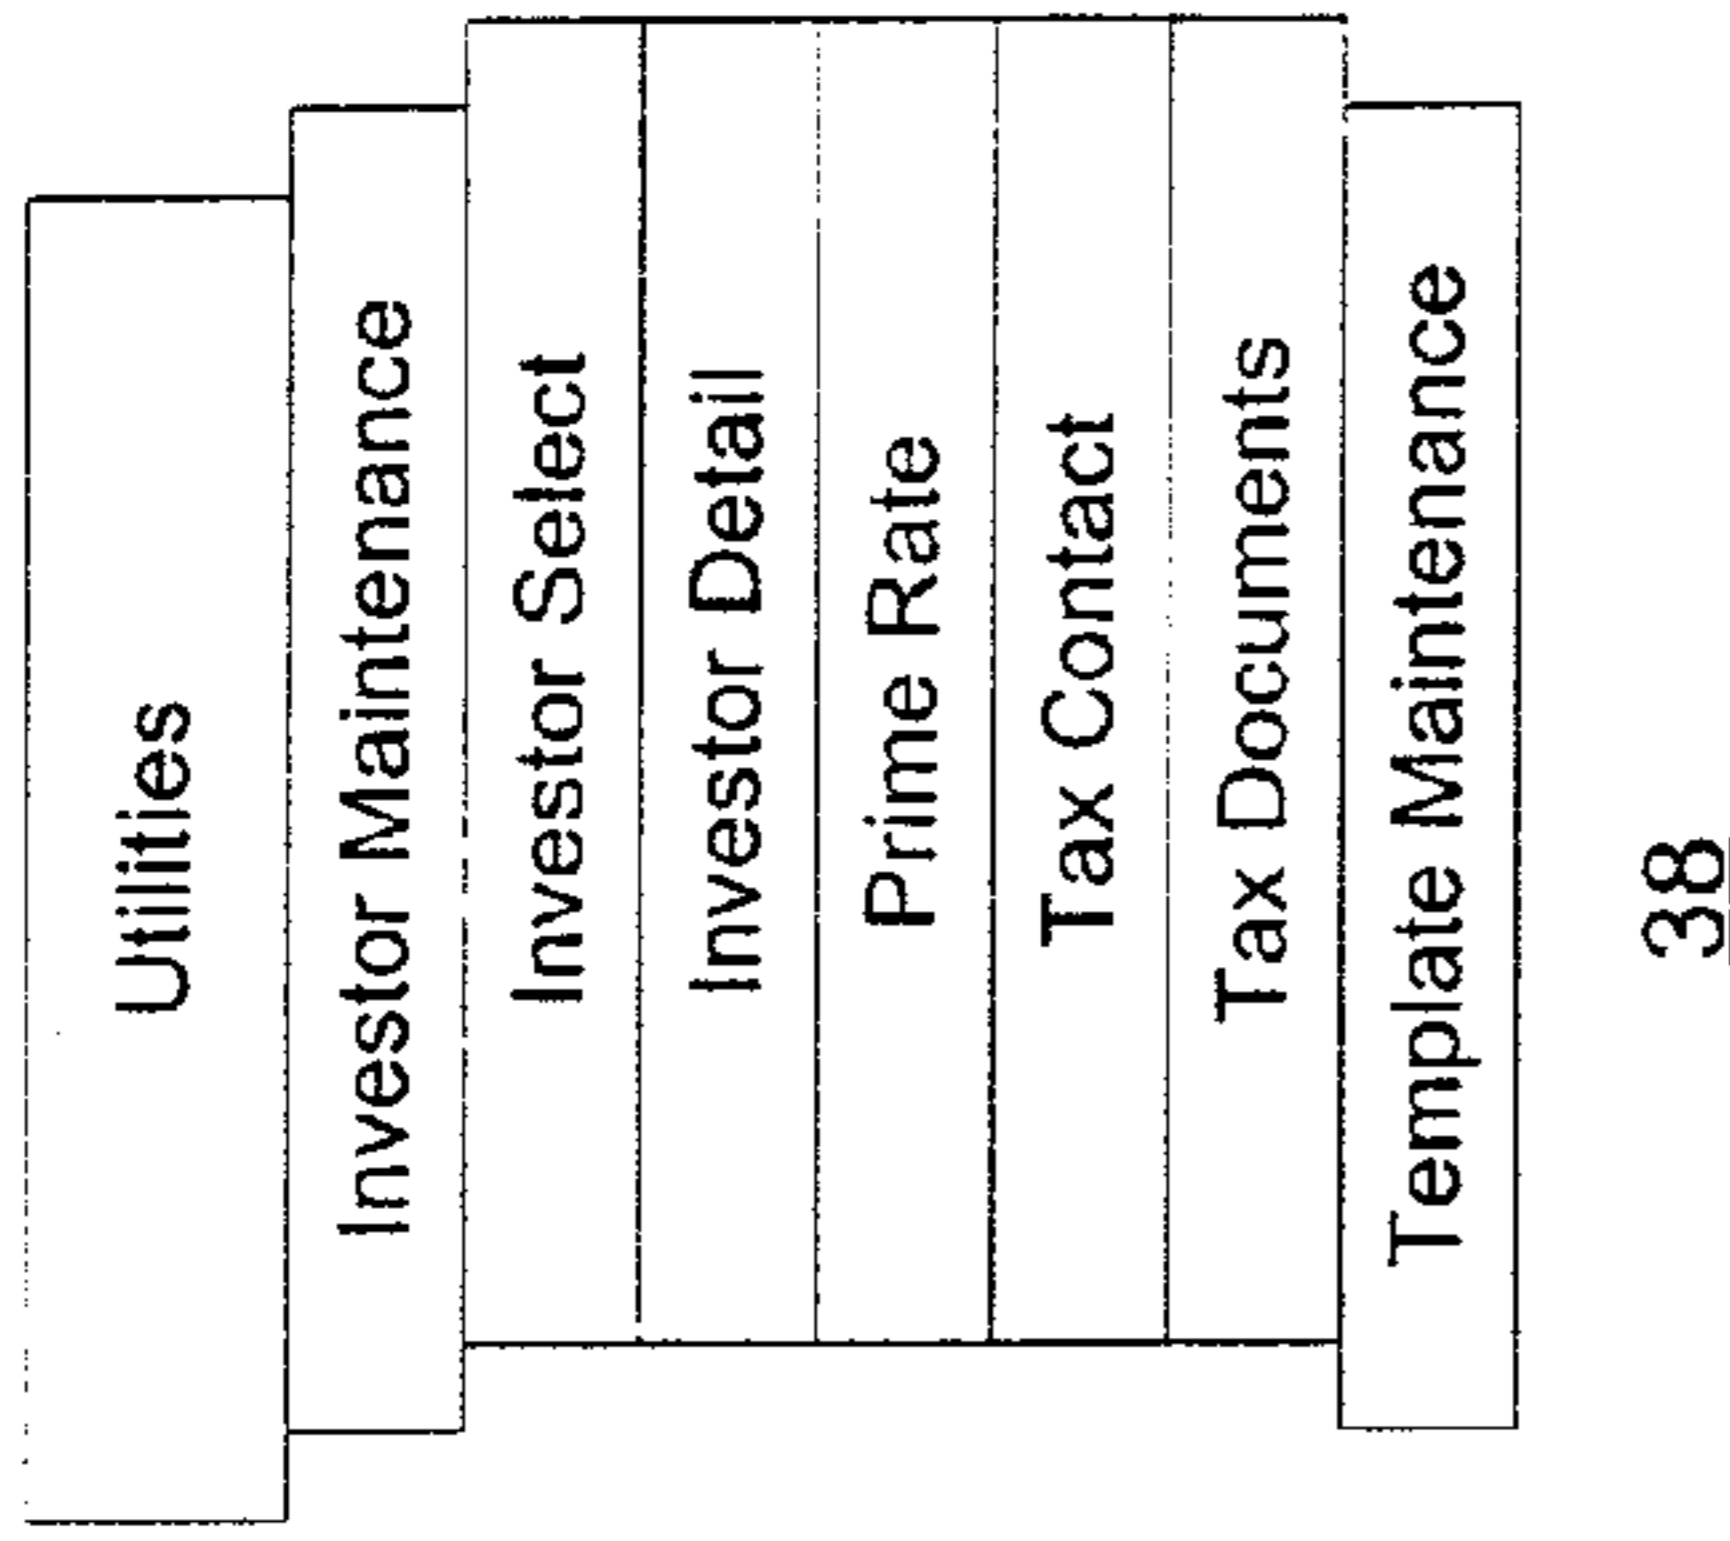 Utilities
Investor Maintenance
Investor Select
Investor Detail
Prime Rate
Tax Contact
Tax Documents
Template Maintenance
38